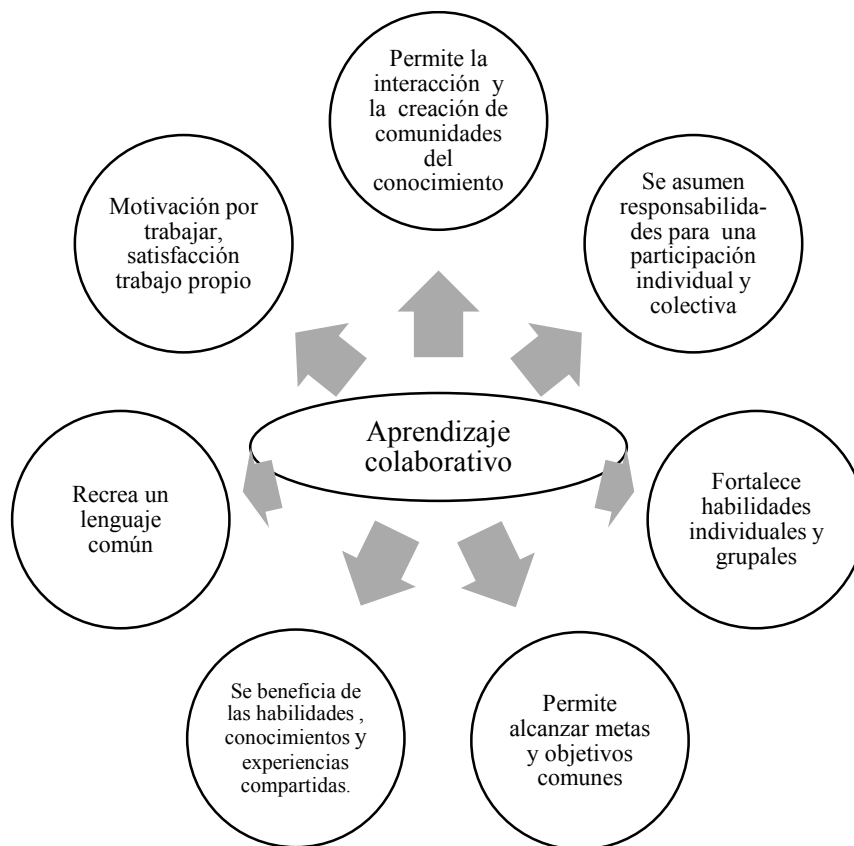 Permite la
interacción y
la creación de
comunidades
del
conocimiento
Se asumen
responsabilida-
des para una
participación
individual y
colectiva
Motivación por
trabajar,
satisfacción
trabajo propio
Aprendizaje
colaborativo
Recrea un
lenguaje
común
Fortalece
habilidades
individuales y
grupales
Se beneficia de
las habilidades ,
conocimientos y
experiencias
compartidas.
Permite
alcanzar metas
y objetivos
comunes